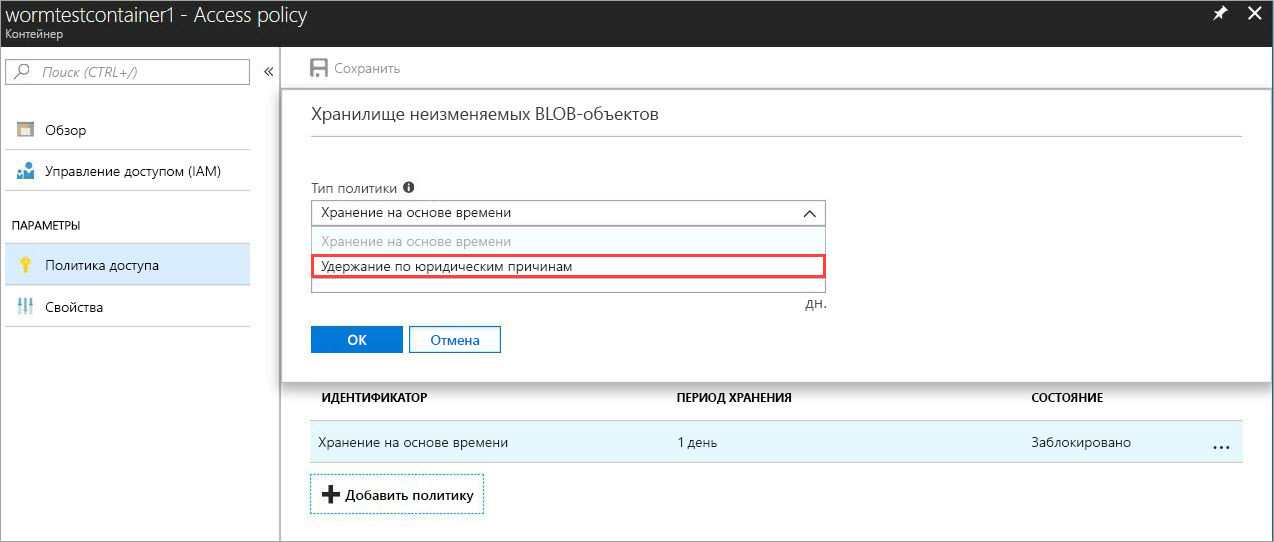 wormtestcontainer1 - Access policy
Контейнер
Поиск (CTRL+/)
Обзор
Управление доступом (IAM)
ПАРАМЕТРЫ
Политика доступа
Свойства
Сохранить
Хранилище неизменяемых BLOB-объектов
Тип политики
Хранение на основе времени
Хранение на основе времени
Удержание по юридическим причинам
дн.
ОК
Отмена
ИДЕНТИФИКАТОР ПЕРИОД ХРАНЕНИЯ СОСТОЯНИЕ
Хранение на основе времени 1 день Заблокировано ...
Добавить политику